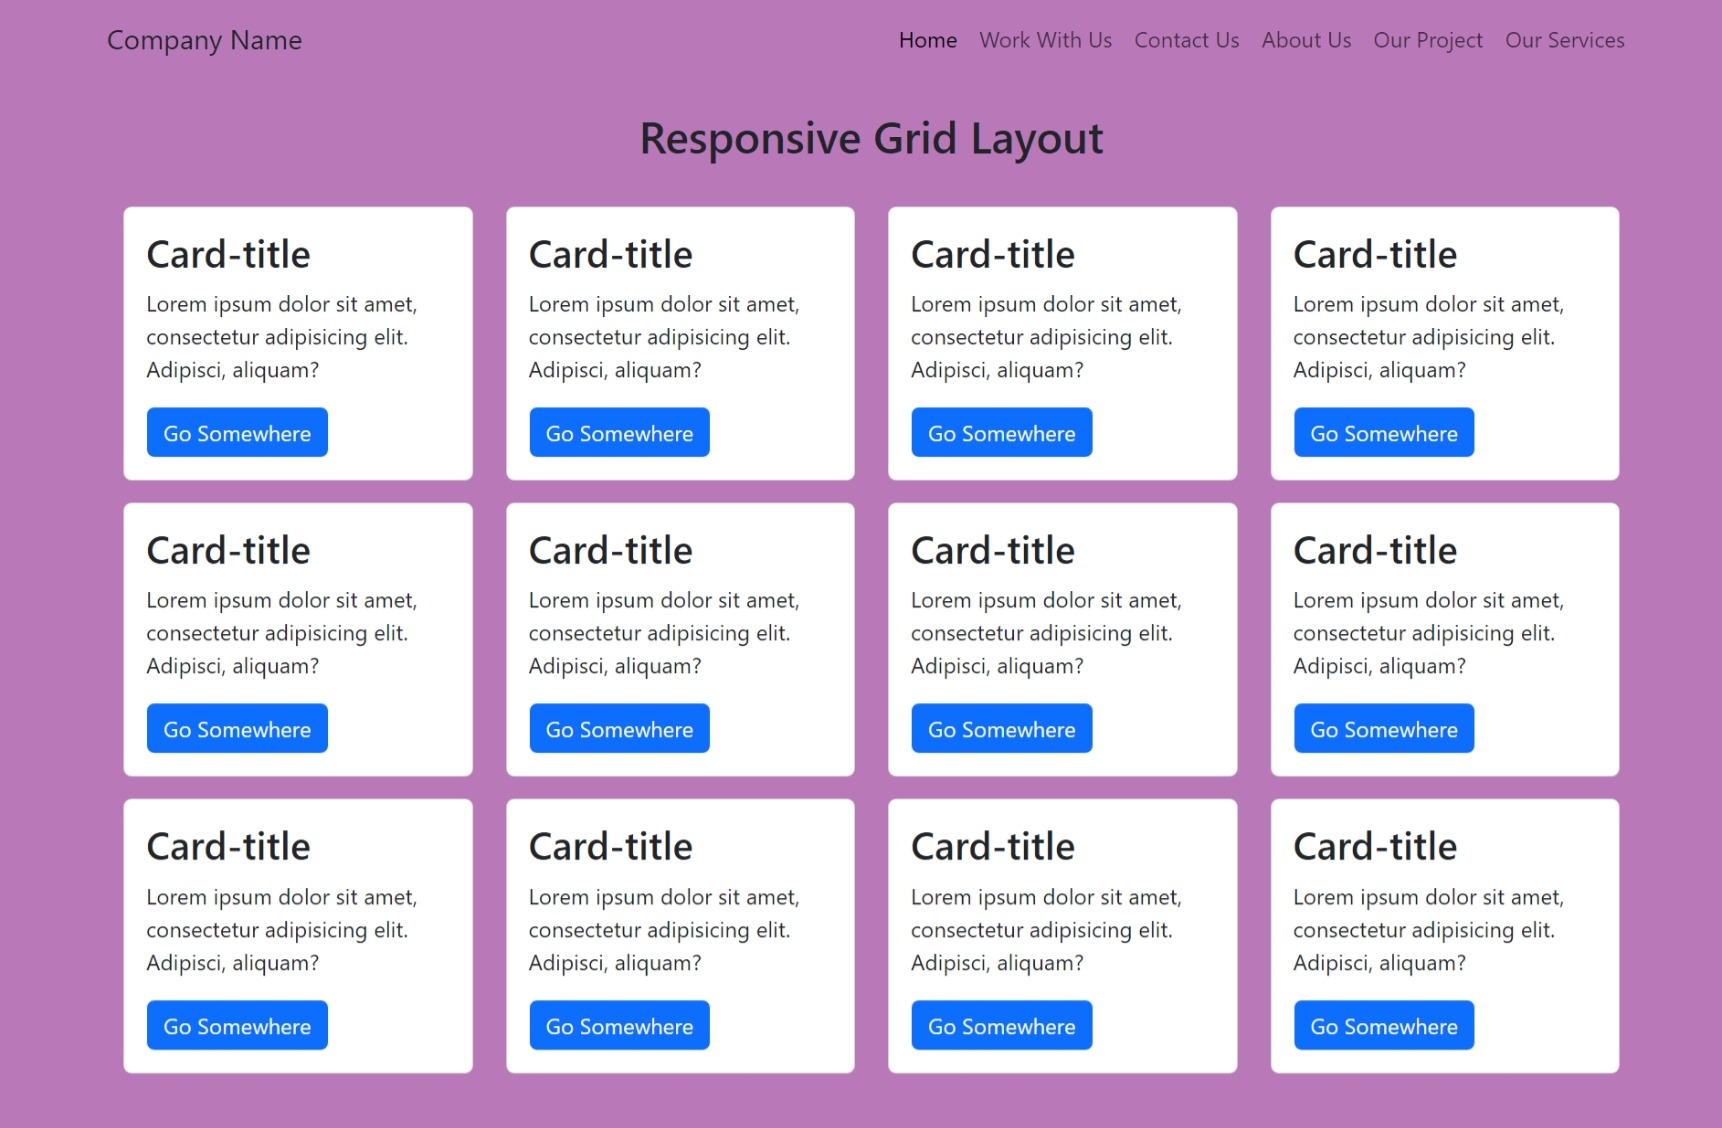 Company Name
Home Work With Us Contact Us About Us Our Project Our Services
Responsive Grid Layout
Card-title
Lorem ipsum dolor sit amet,
consectetur adipisicing elit.
Adipisci, aliquam?
Go Somewhere
Card-title
Lorem ipsum dolor sit amet,
consectetur adipisicing elit.
Adipisci, aliquam?
Go Somewhere
Card-title
Lorem ipsum dolor sit amet,
consectetur adipisicing elit.
Adipisci, aliquam?
Go Somewhere
Card-title
Lorem ipsum dolor sit amet,
consectetur adipisicing elit.
Adipisci, aliquam?
Go Somewhere
Card-title
Lorem ipsum dolor sit amet,
consectetur adipisicing elit.
Adipisci, aliquam?
Go Somewhere
Card-title
Lorem ipsum dolor sit amet,
consectetur adipisicing elit.
Adipisci, aliquam?
Go Somewhere
Card-title
Lorem ipsum dolor sit amet,
consectetur adipisicing elit.
Adipisci, aliquam?
Go Somewhere
Card-title
Lorem ipsum dolor sit amet,
consectetur adipisicing elit.
Adipisci, aliquam?
Go Somewhere
Card-title
Lorem ipsum dolor sit amet,
consectetur adipisicing elit.
Adipisci, aliquam?
Go Somewhere
Card-title
Lorem ipsum dolor sit amet,
consectetur adipisicing elit.
Adipisci, aliquam?
Go Somewhere
Card-title
Lorem ipsum dolor sit amet,
consectetur adipisicing elit.
Adipisci, aliquam?
Go Somewhere
Card-title
Lorem ipsum dolor sit amet,
consectetur adipisicing elit.
Adipisci, aliquam?
Go Somewhere